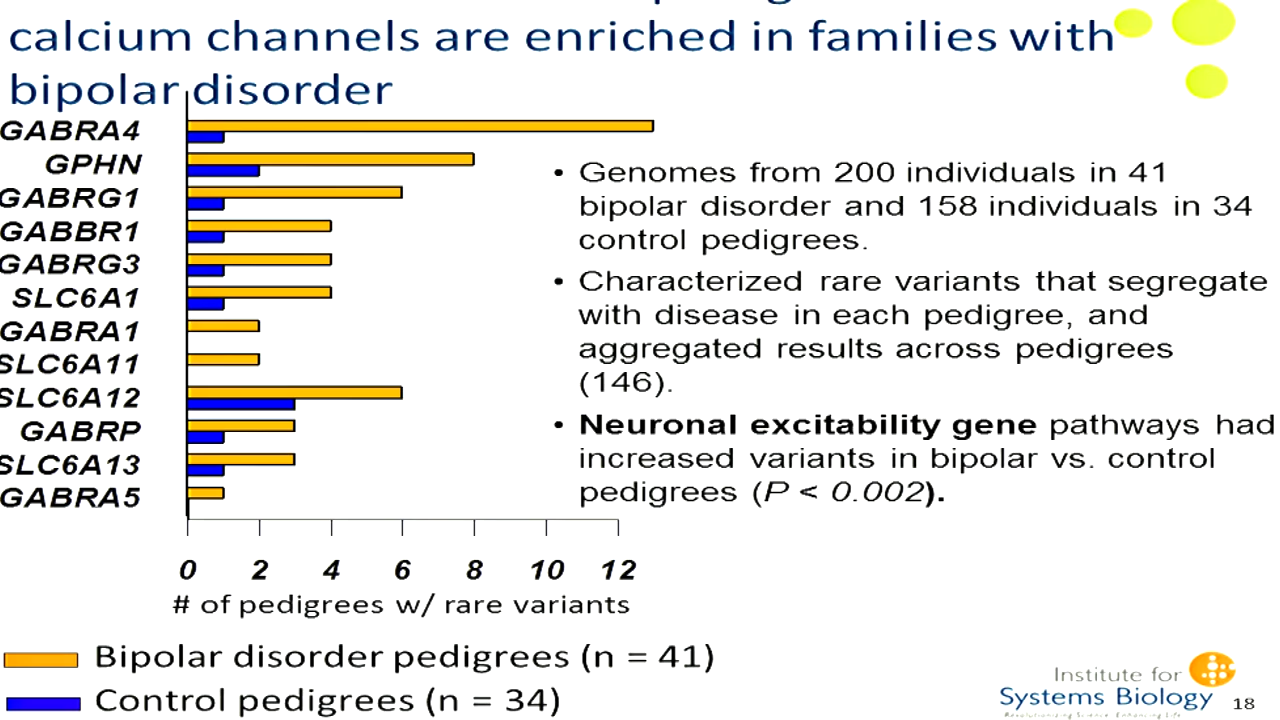 calcium channels are enriched in families with
bipolar disorder
GABRA4
GPHN
GABRG1
GABBR1
GABRG3
SLC6A1
GABRA1
SLC6A11
SLC6A12
GABRP
SLC6A13
GABRA5
0 2 4 6 8 10 12
# of pedigrees w/ rare variants
• Genomes from 200 individuals in 41
bipolar disorder and 158 individuals in 34
control pedigrees.
• Characterized rare variants that segregate
with disease in each pedigree, and
aggregated results across pedigrees
(146).
• Neuronal excitability gene pathways had
increased variants in bipolar vs. control
pedigrees (P < 0.002).
Bipolar disorder pedigrees (n = 41)
Control pedigrees (n = 34)
Institute for
Systems Biology
Revolutionizing Science. Enhancing Life.
18